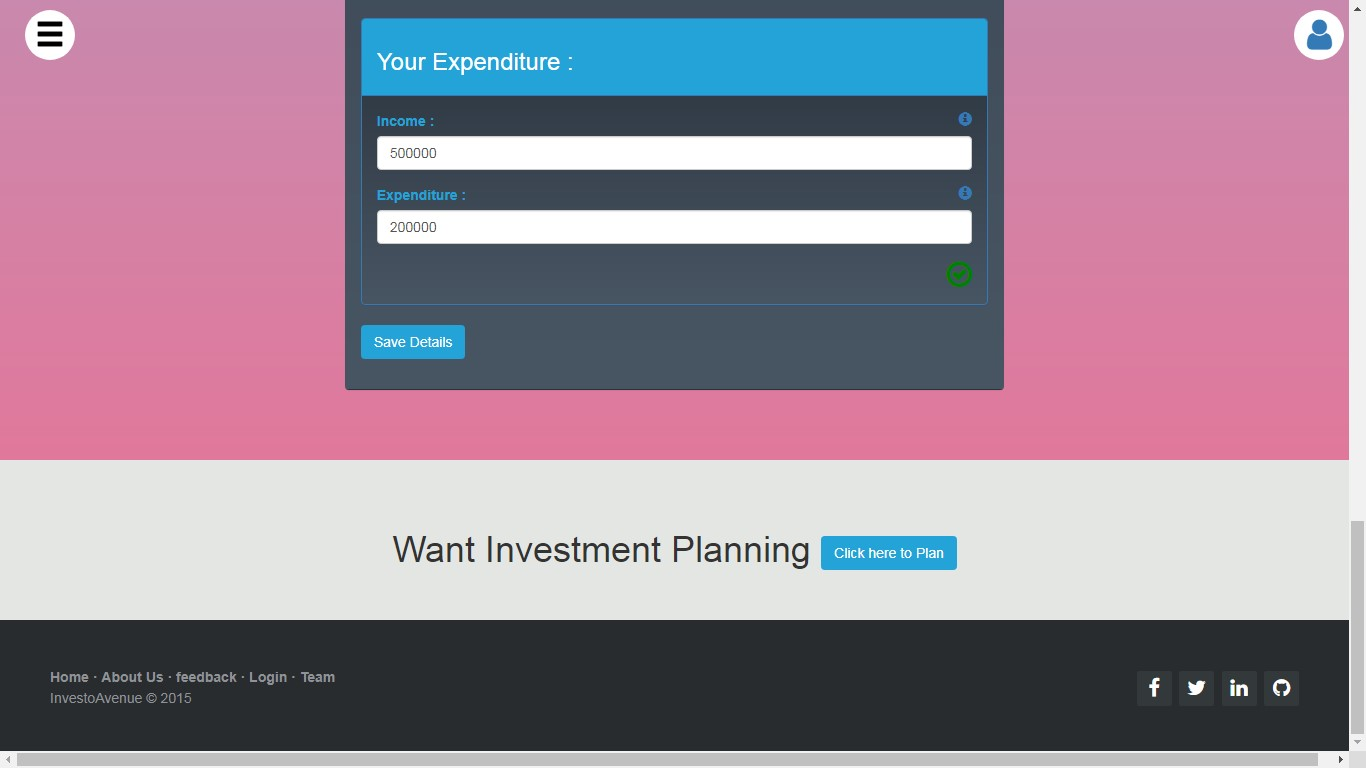 Your Expenditure :
Income :
500000
Expenditure :
200000
Save Details
Want Investment Planning Click here to Plan
Home · About Us · feedback · Login · Team
InvestoAvenue © 2015